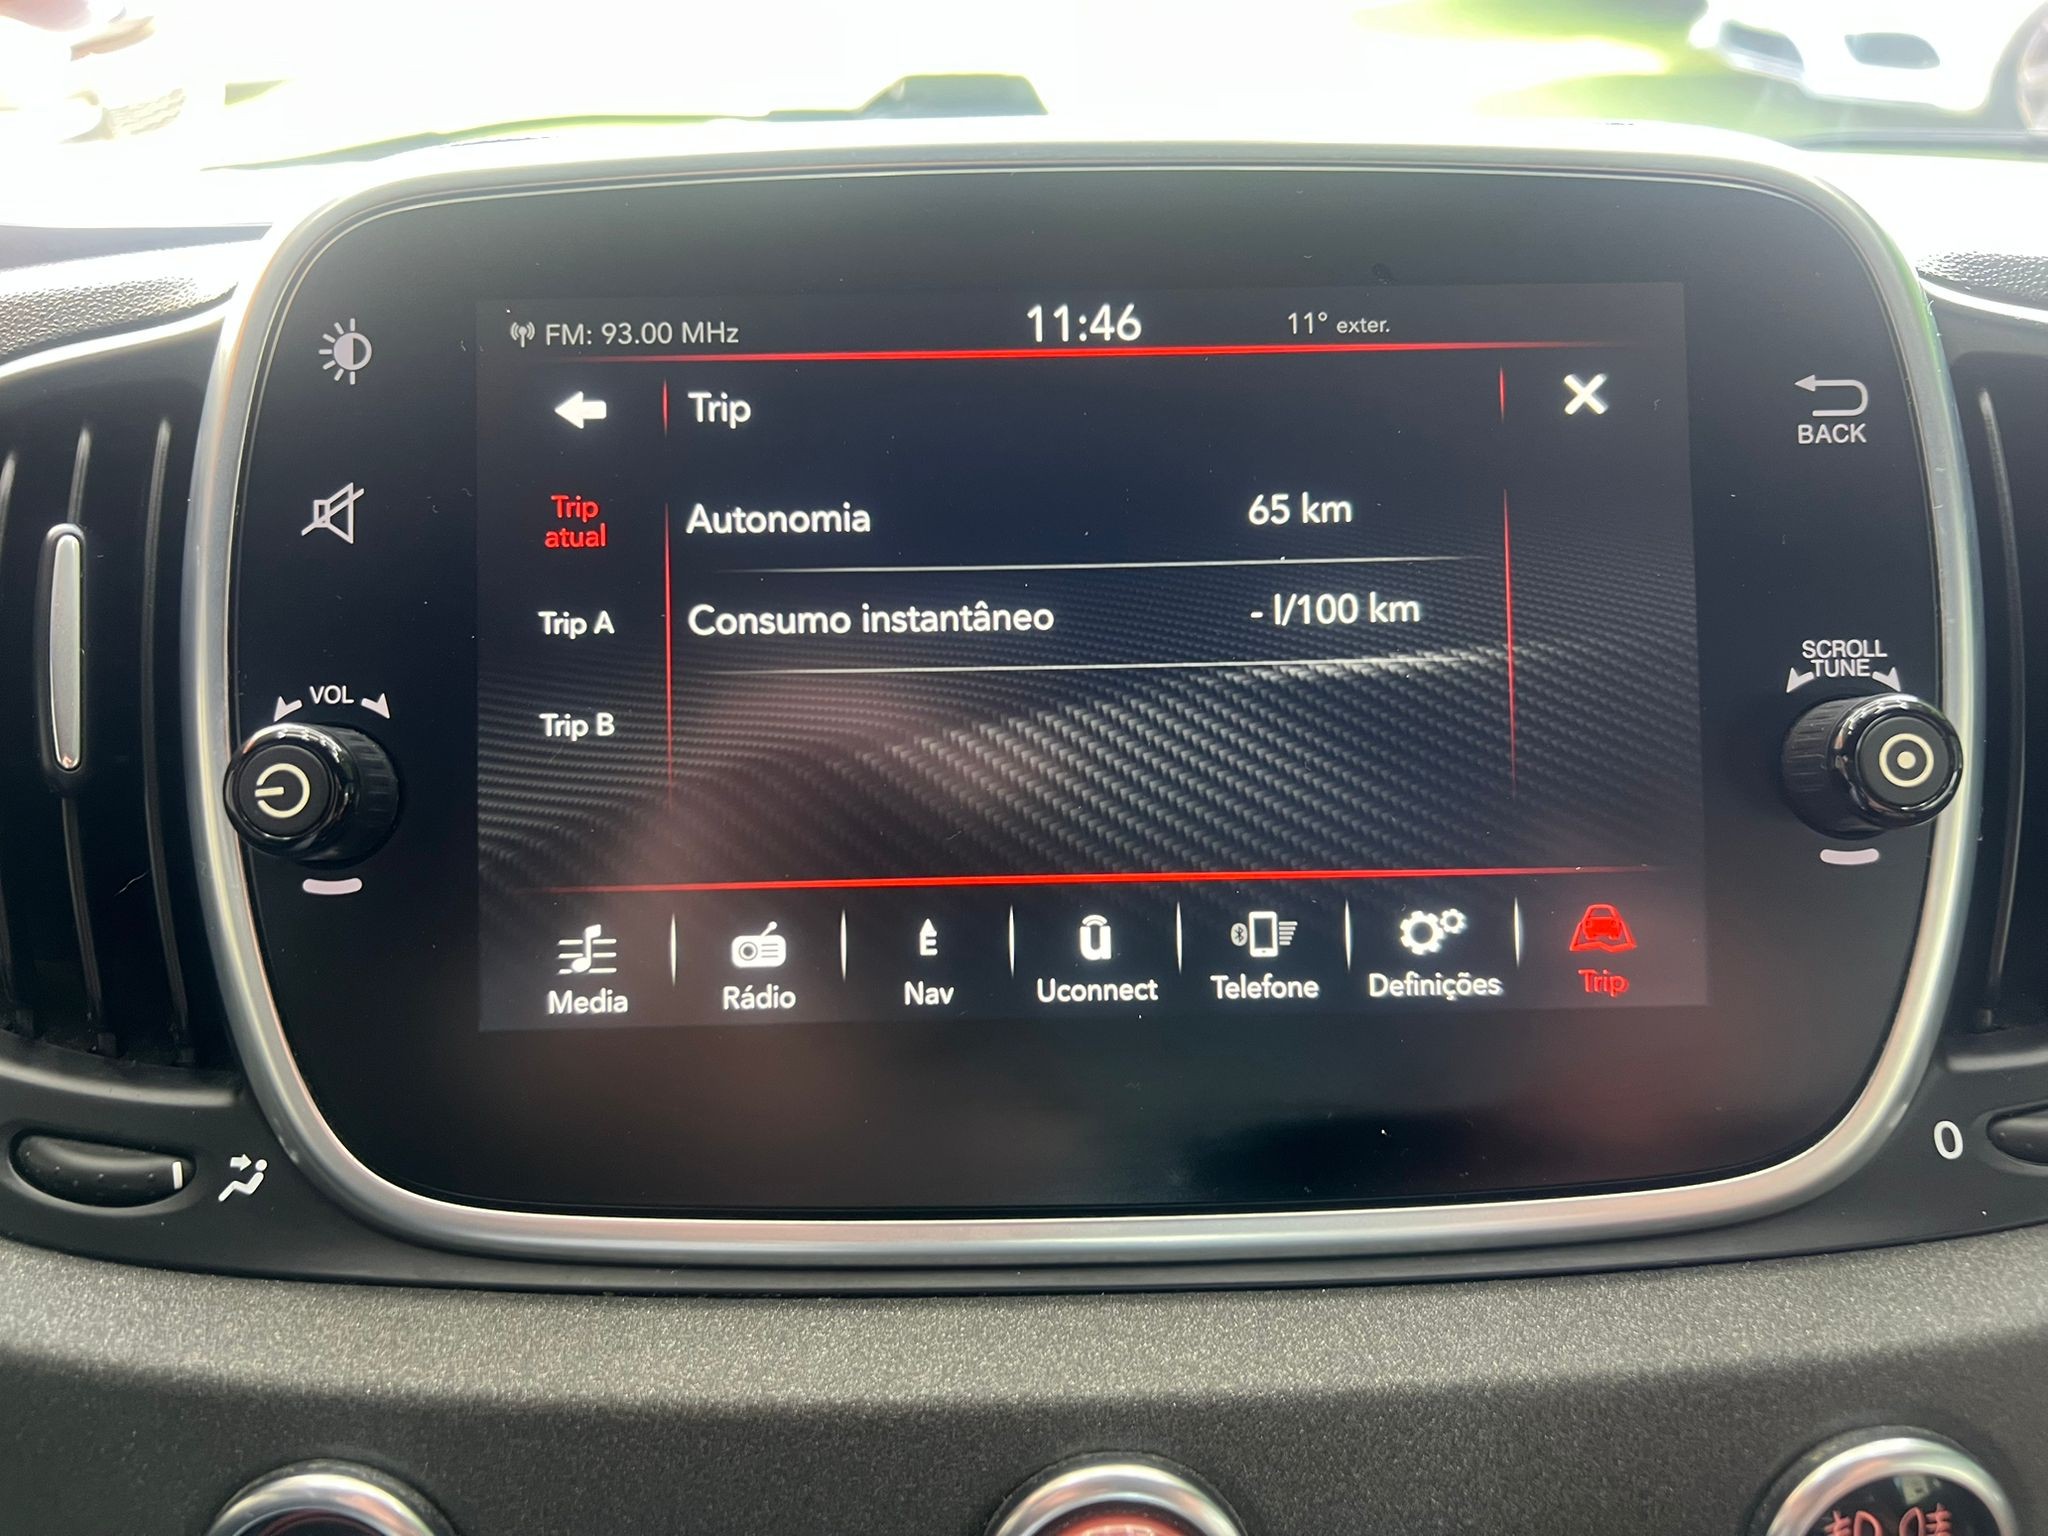 FM: 93.00 MHz
11:46
11° exter.
Trip
BACK
Trip
atual
Autonomia
65 km
Trip A
Consumo instantâneo
- l/100 km
VOL
SCROLL
TUNE
Trip B
Media
Rádio
E
Nav
u
Uconnect
Telefone
Definições
Trip
0